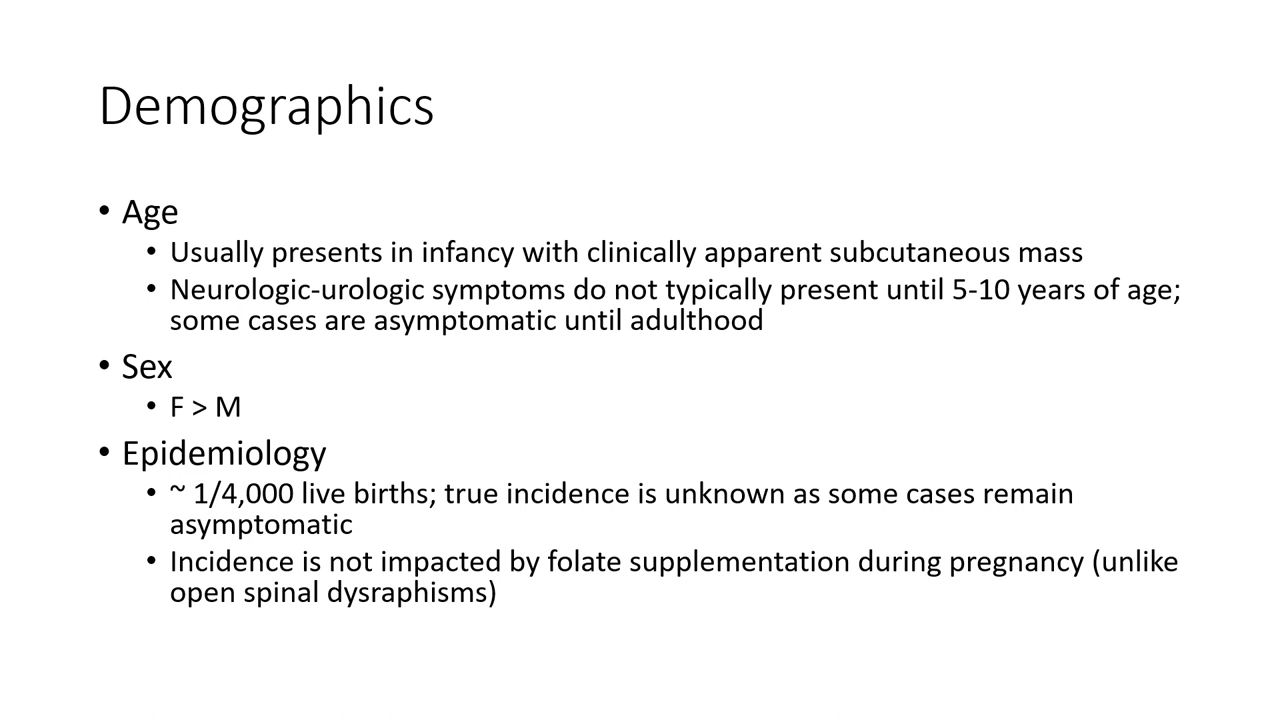 Demographics
• Age
• Usually presents in infancy with clinically apparent subcutaneous mass
• Neurologic-urologic symptoms do not typically present until 5-10 years of age;
some cases are asymptomatic until adulthood
• Sex
• F > M
• Epidemiology
• ~ 1/4,000 live births; true incidence is unknown as some cases remain
asymptomatic
• Incidence is not impacted by folate supplementation during pregnancy (unlike
open spinal dysraphisms)